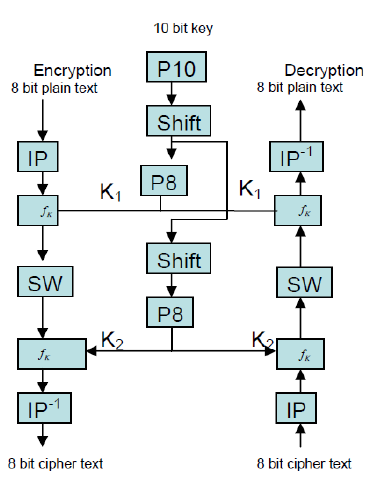 10 bit key
P10
Encryption
8 bit plain text
Decryption
8 bit plain text
Shift
IP
IP-1
P8
K1
K1
fK
fK
Shift
SW
SW
P8
K2
K2
fK
fK
IP-1
IP
8 bit cipher text
8 bit cipher text